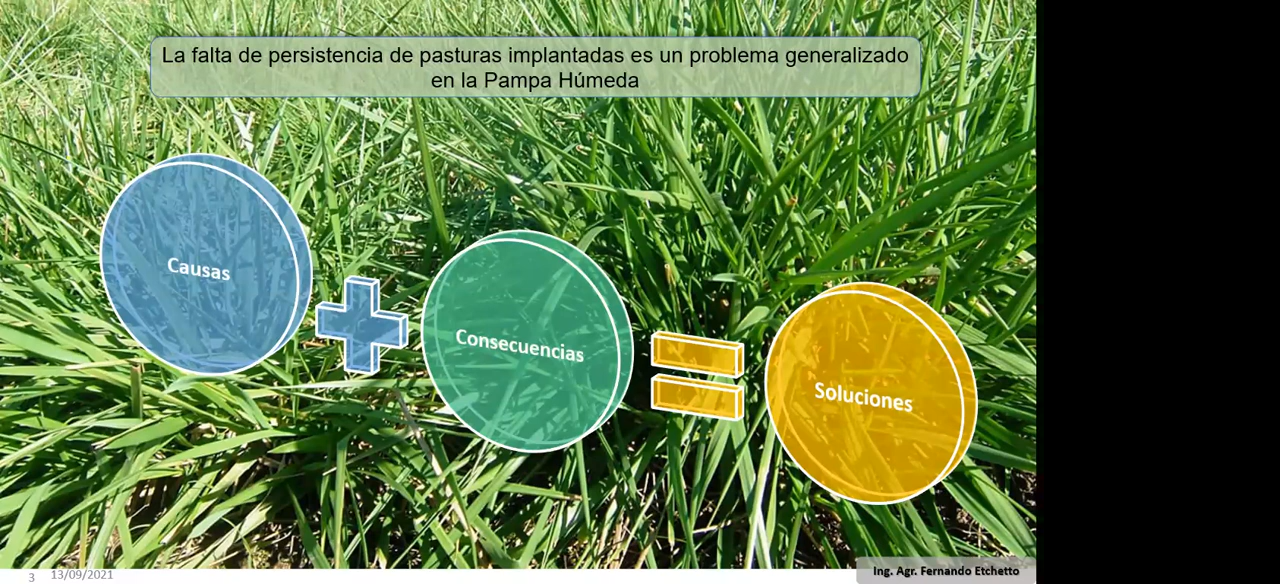 La falta de persistencia de pasturas implantadas es un problema generalizado
en la Pampa Húmeda
Causas
Consecuencias
Soluciones
3 13/09/2021
Ing. Agr. Fernando Etchetto